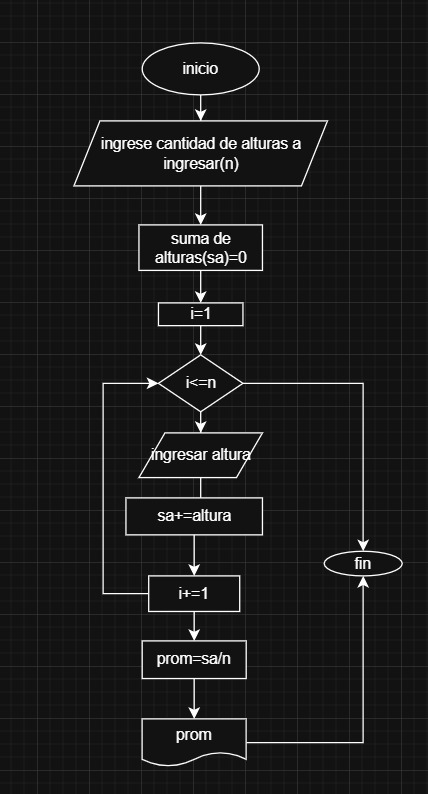 inicio
ingrese cantidad de alturas a
ingresar(n)
suma de
alturas(sa)=0
i=1
i<=n
ingresar altura
sa+=altura
fin
i+=1
prom=sa/n
prom